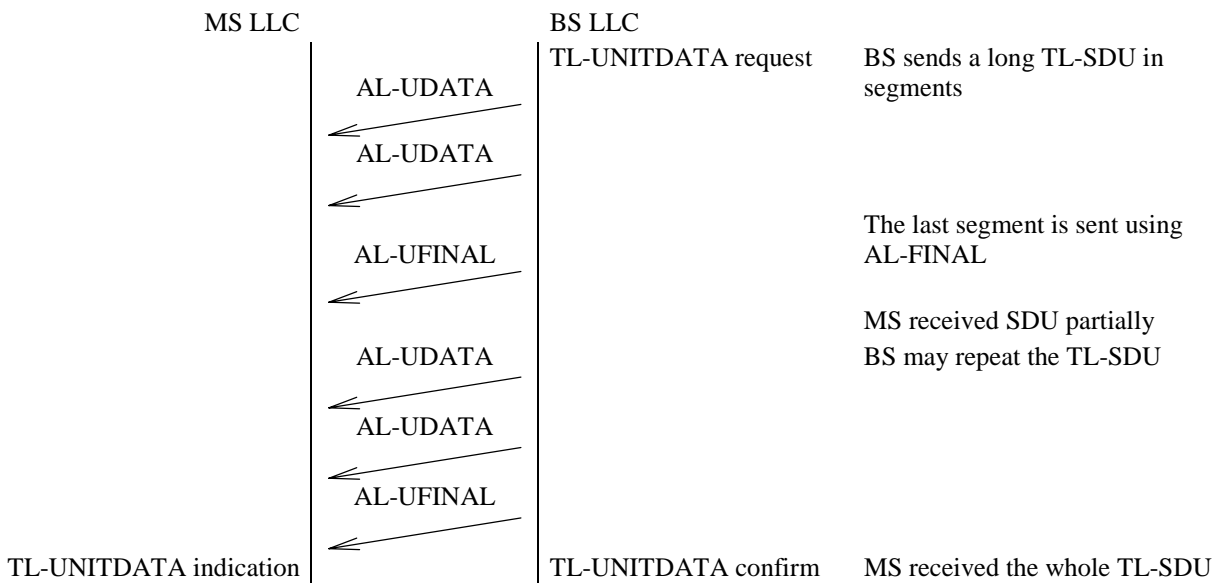 MS LLC BS LLC
TL-UNITDATA request BS sends a long TL-SDU in
AL-UDATA segments
AL-UDATA
The last segment is sent using
AL-UFINAL AL-FINAL
MS received SDU partially
AL-UDATA BS may repeat the TL-SDU
AL-UDATA
AL-UFINAL
TL-UNITDATA indication TL-UNITDATA confirm MS received the whole TL-SDU